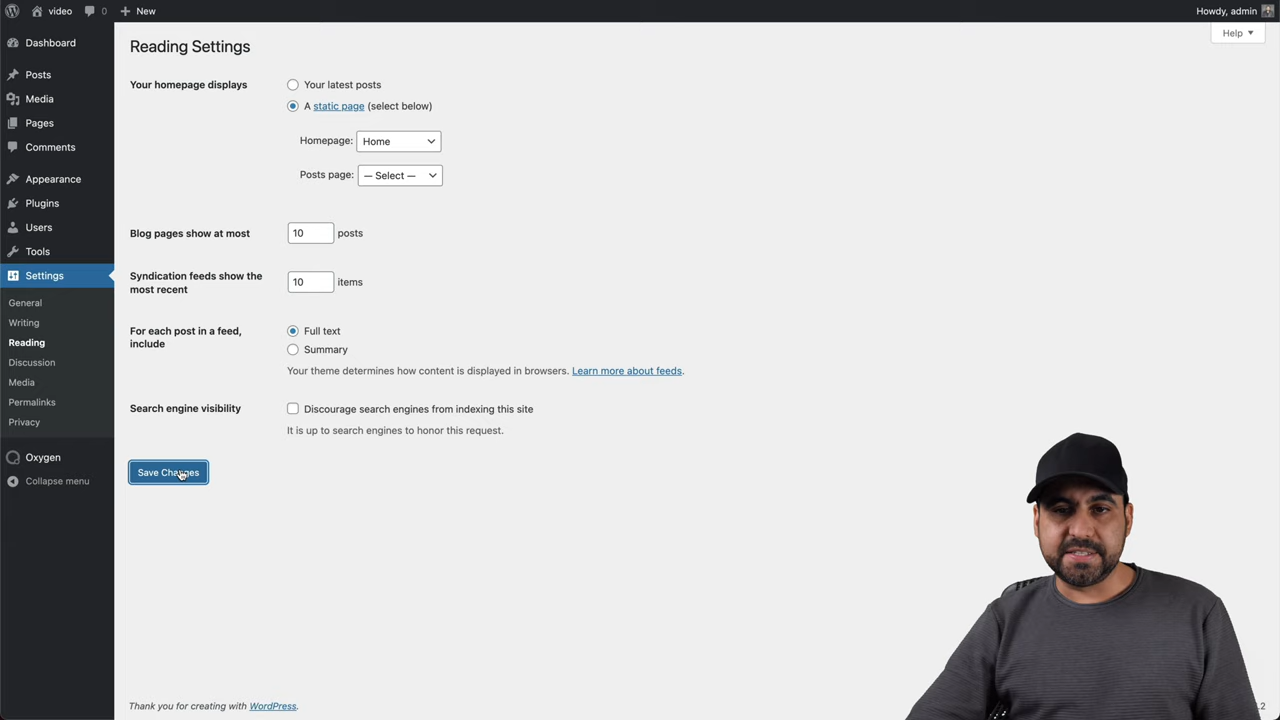 video
0
New
Howdy, admin
Help
Dashboard
Posts
Media
Pages
Comments
Appearance
Plugins
Users
Tools
Settings
General
Writing
Reading
Discussion
Media
Permalinks
Privacy
Oxygen
Collapse menu
Reading Settings
Your homepage displays
Your latest posts
A static page (select below)
Homepage: Home
Posts page: — Select —
Blog pages show at most
10 posts
Syndication feeds show the
most recent
10 items
For each post in a feed,
include
Full text
Summary
Your theme determines how content is displayed in browsers. Learn more about feeds.
Search engine visibility
Discourage search engines from indexing this site
It is up to search engines to honor this request.
Save Changes
Thank you for creating with WordPress.